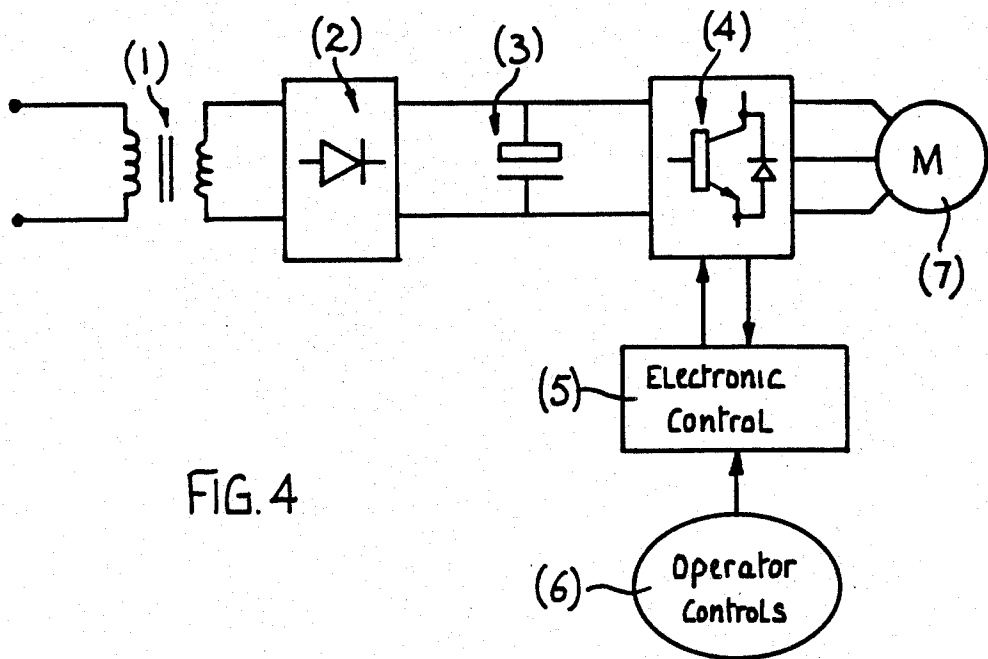 (1)
(2)
(3)
(4)
M
(7)
(5)
Electronic
Control
FIG. 4
(6)
Operator
Controls